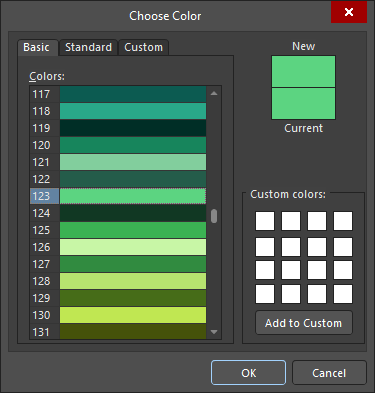 Choose Color
Basic
Standard
Custom
Colors:
117
118
119
120
121
122
123
124
125
126
127
128
129
130
131
New
Current
Custom colors:
Add to Custom
OK
Cancel